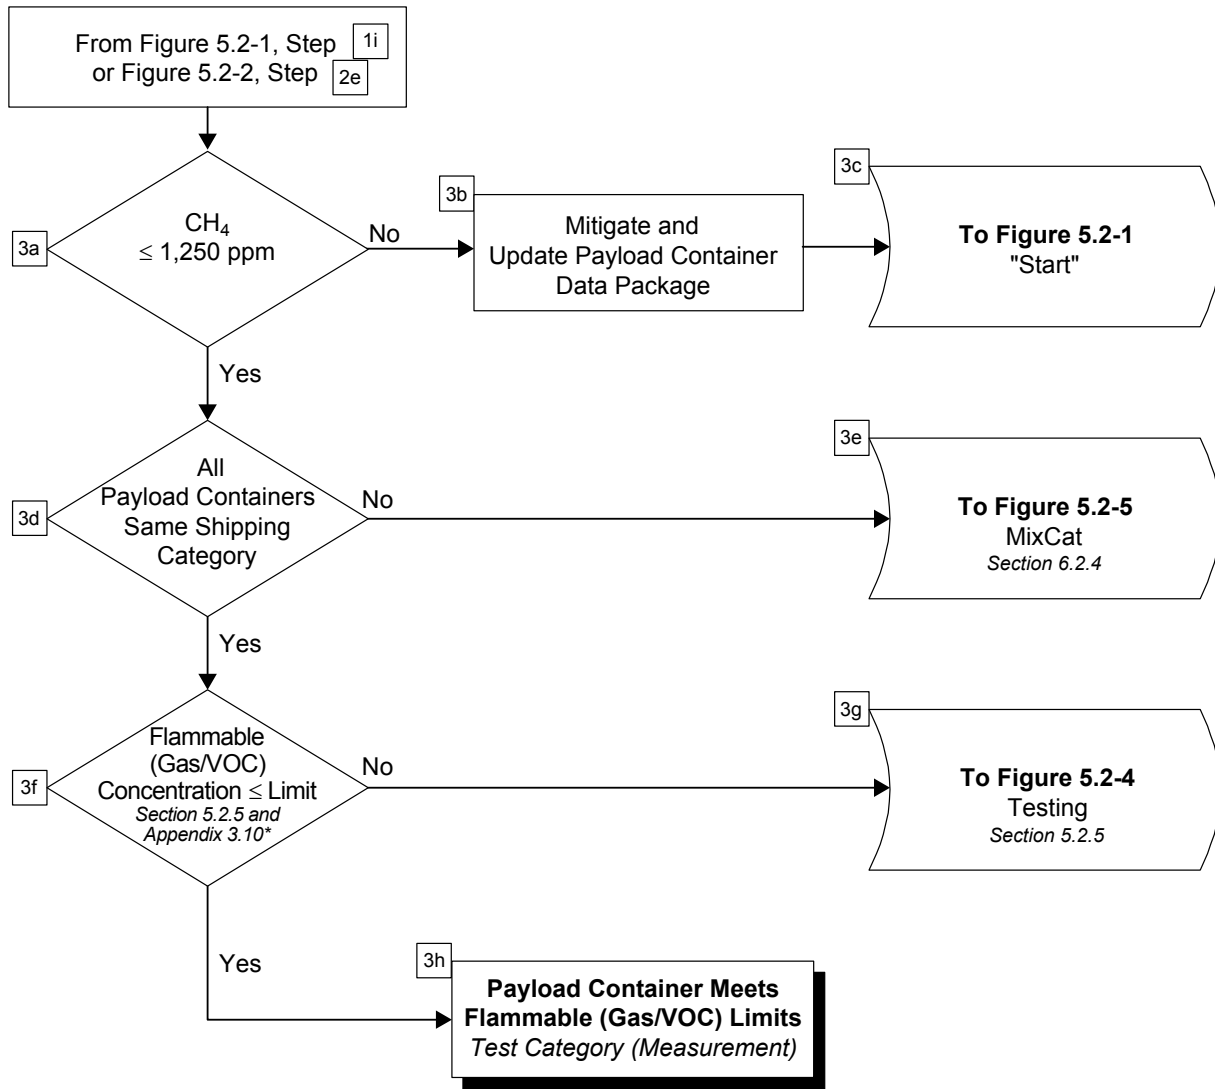 From Figure 5.2-1, Step 1i
or Figure 5.2-2, Step 2e
3a
CH4
≤ 1,250 ppm
No
3b
Mitigate and
Update Payload Container
Data Package
3c
To Figure 5.2-1
"Start"
Yes
3d
All
Payload Containers
Same Shipping
Category
No
3e
To Figure 5.2-5
MixCat
Section 6.2.4
Yes
3f
Flammable
(Gas/VOC)
Concentration ≤ Limit
Section 5.2.5 and
Appendix 3.10*
No
3g
To Figure 5.2-4
Testing
Section 5.2.5
Yes
3h
Payload Container Meets
Flammable (Gas/VOC) Limits
Test Category (Measurement)